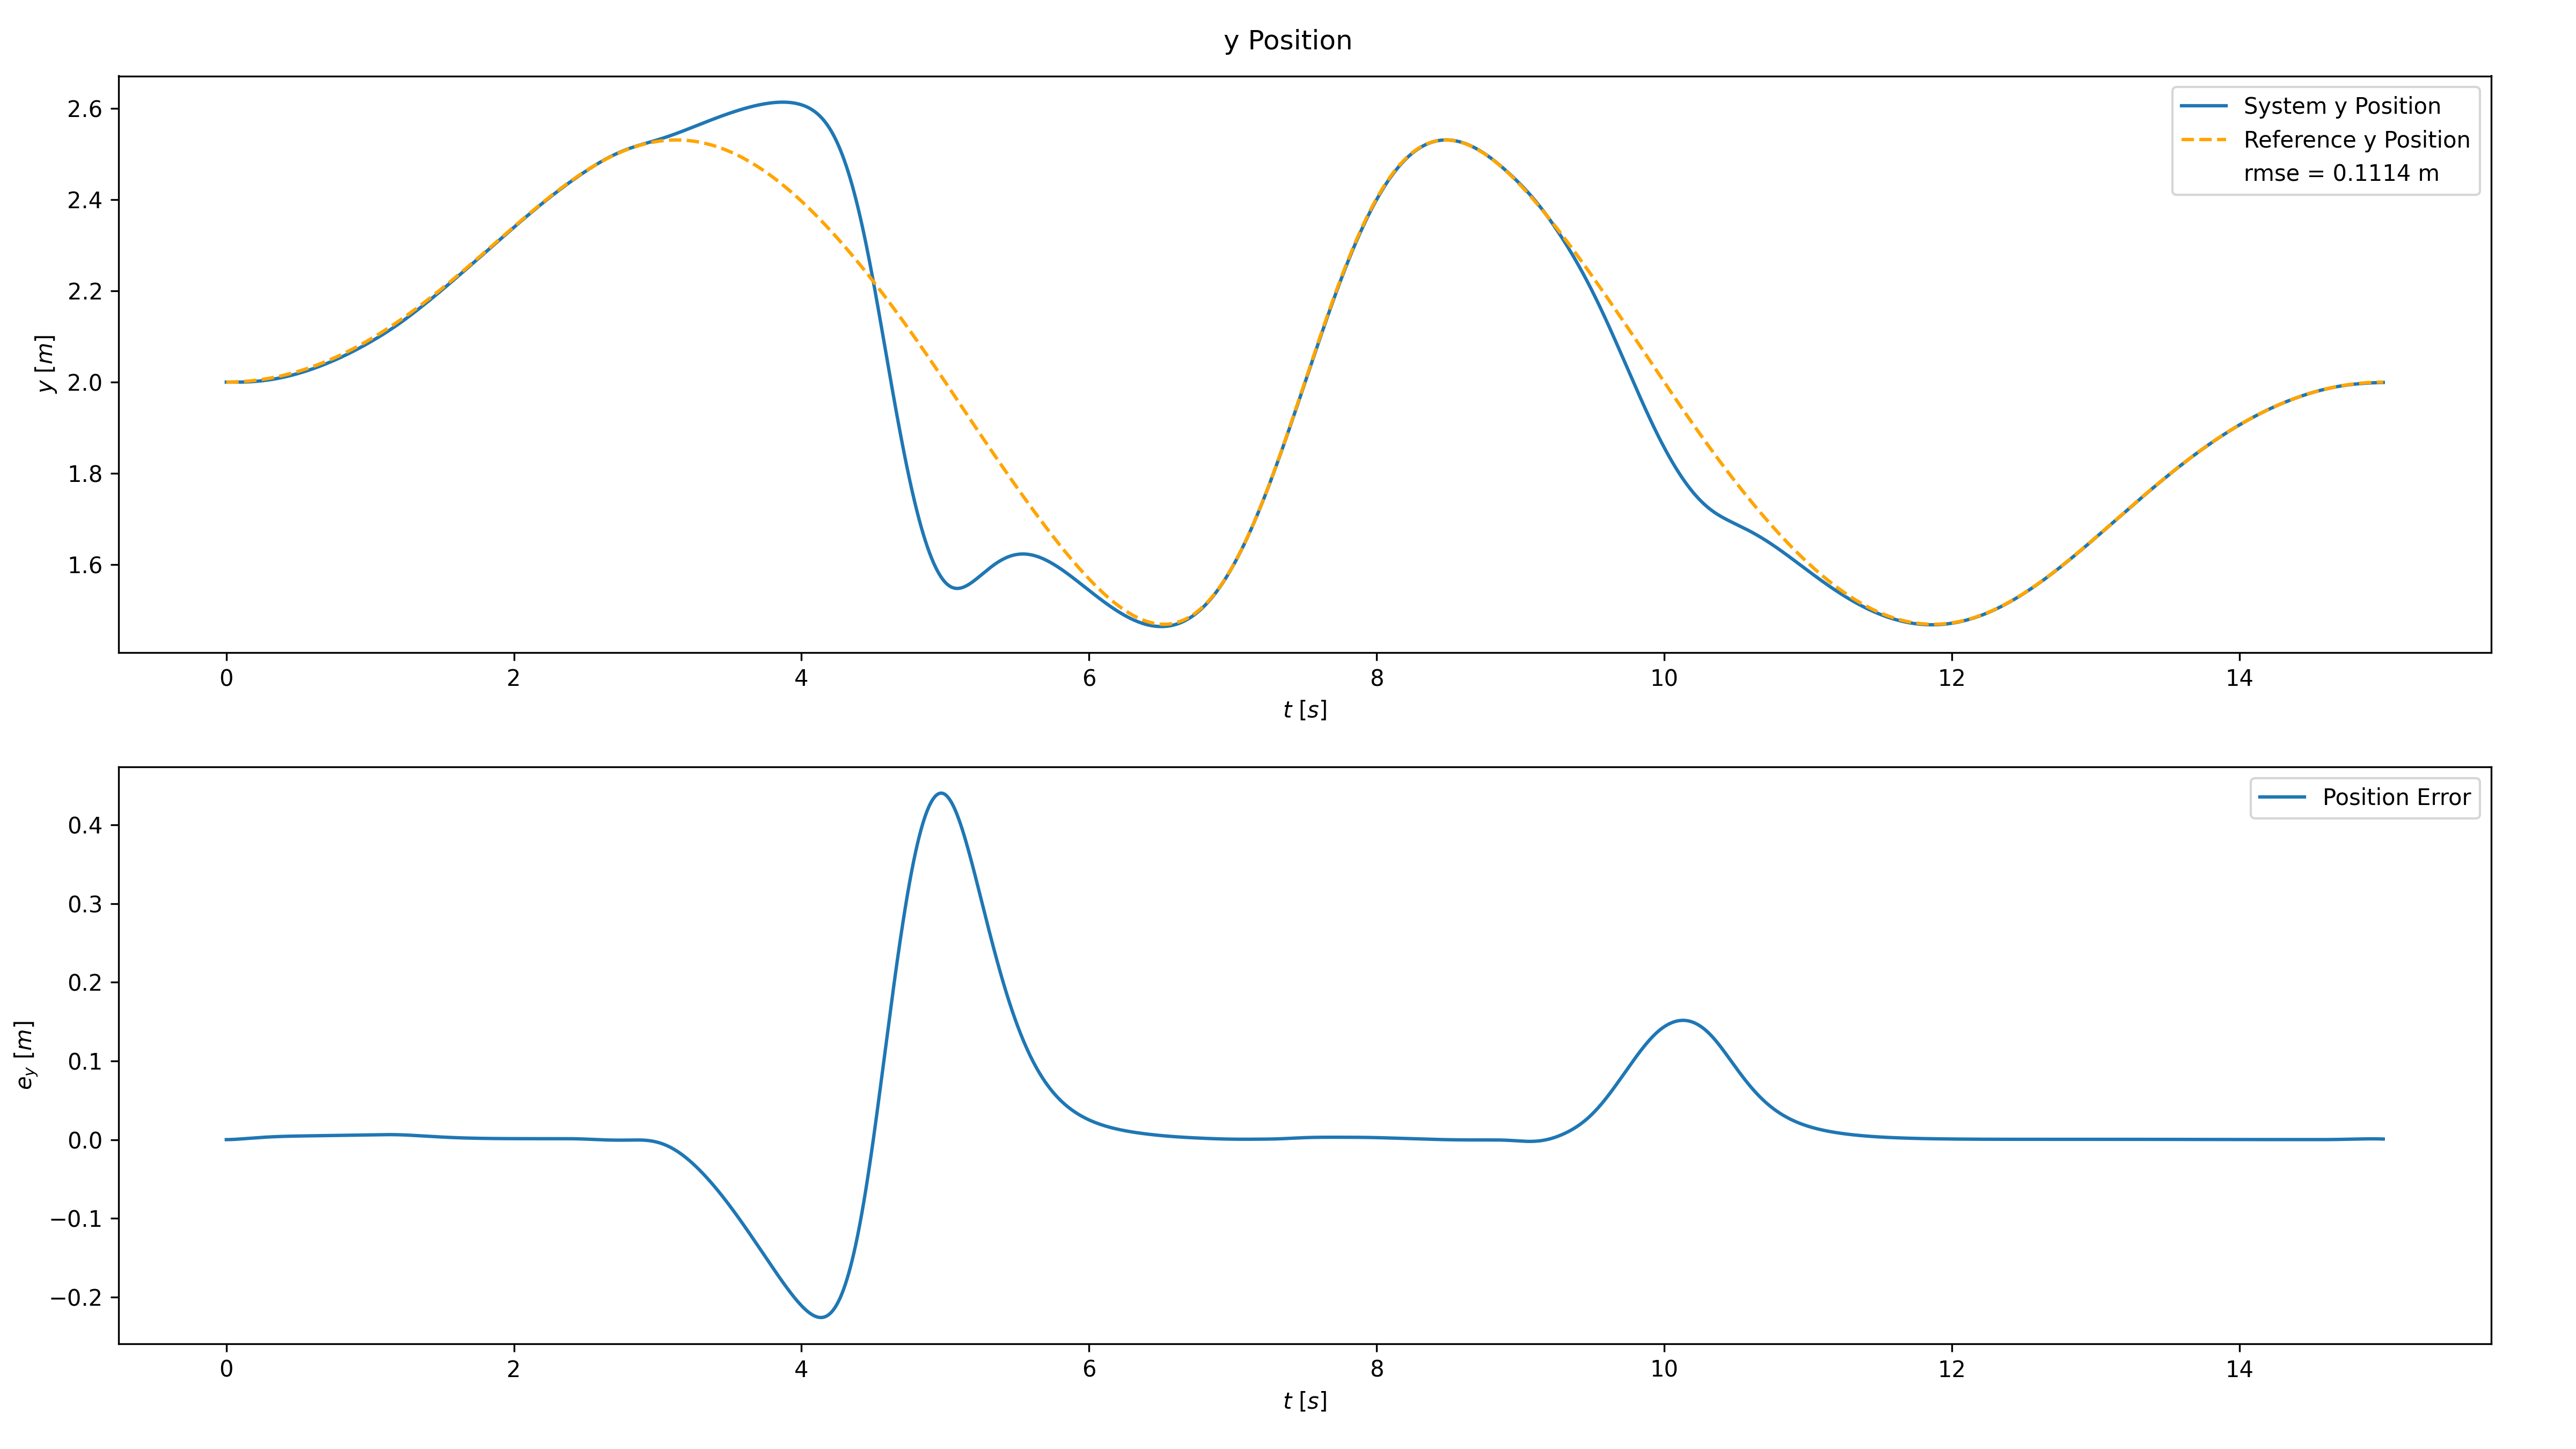 y Position
System y Position
Reference y Position
rmse = 0.1114 m
2.6
2.4
2.2
2.0
1.8
1.6
y [m]
0 2 4 6 8 10 12 14
t [s]
Position Error
0.4
0.3
0.2
0.1
0.0
−0.1
−0.2
e_y [m]
0 2 4 6 8 10 12 14
t [s]